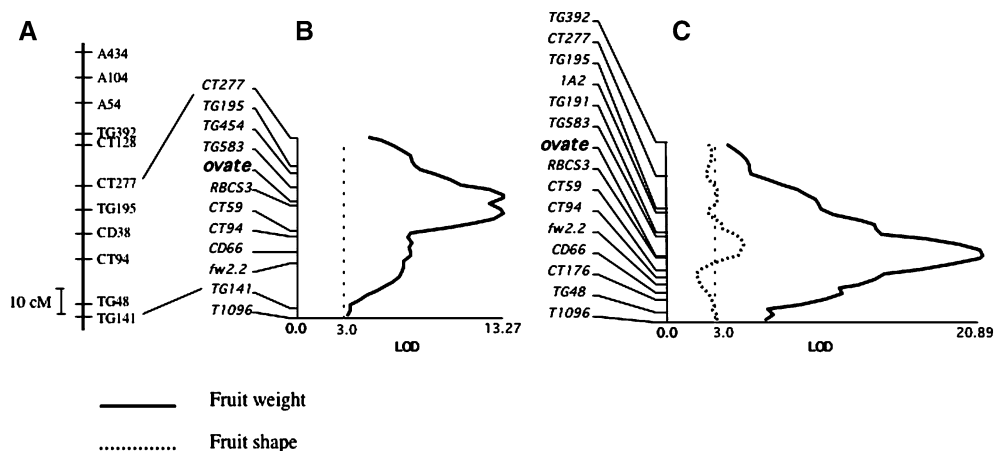 A
A434
A104
A54
TG392
CT128
CT277
TG195
CD38
CT94
TG48
TG141
10 cM
B
CT277
TG195
TG454
TG583
ovate
RBCS3
CT59
CT94
CD66
fw2.2
TG141
T1096
0.0 3.0 13.27
LOD
C
TG392
CT277
TG195
1A2
TG191
TG583
ovate
RBCS3
CT59
CT94
fw2.2
CD66
CT176
TG48
T1096
0.0 3.0 20.89
LOD
Fruit weight
Fruit shape